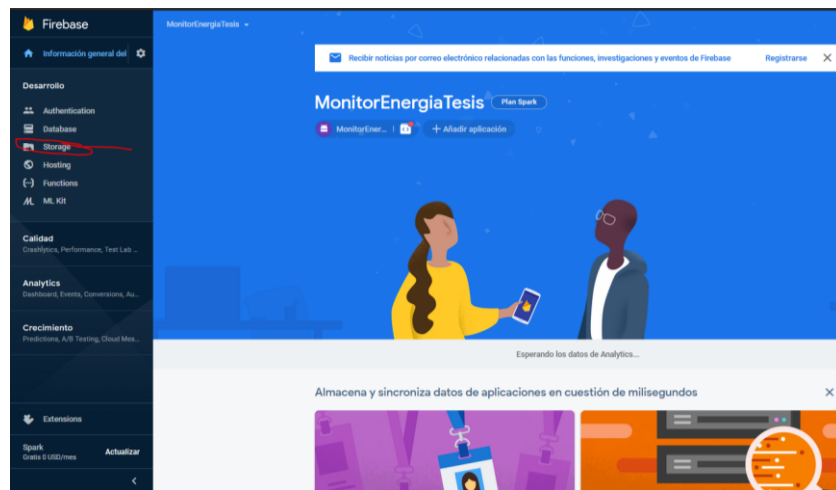 Firebase
MonitorEnergiaTesis
Información general del
Recibir noticias por correo electrónico relacionadas con las funciones, investigaciones y eventos de Firebase
Registrarse
Desarrollo
Authentication
Database
Storage
Hosting
Functions
ML Kit
MonitorEnergiaTesis
Plan Spark
MonitorEner...
+ Añadir aplicación
Calidad
Crashlytics, Performance, Test Lab ...
Analytics
Dashboard, Events, Conversions, Au...
Crecimiento
Predictions, A/B Testing, Cloud Mes...
Esperando los datos de Analytics...
Almacena y sincroniza datos de aplicaciones en cuestión de milisegundos
Extensions
Spark
Gratis 0 USD/mes
Actualizar